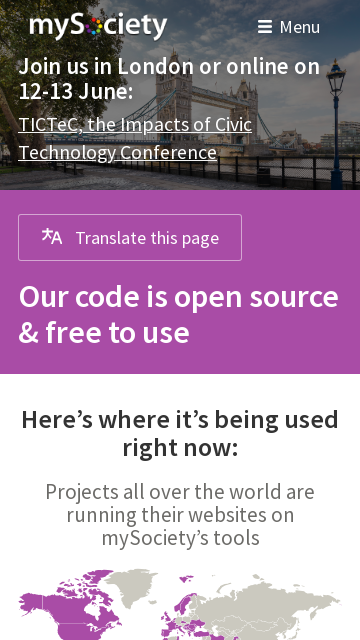 mySociety
Menu
Join us in London or online on
12-13 June:
TICTeC, the Impacts of Civic
Technology Conference
Translate this page
Our code is open source
& free to use
Here’s where it’s being used
right now:
Projects all over the world are
running their websites on
mySociety’s tools